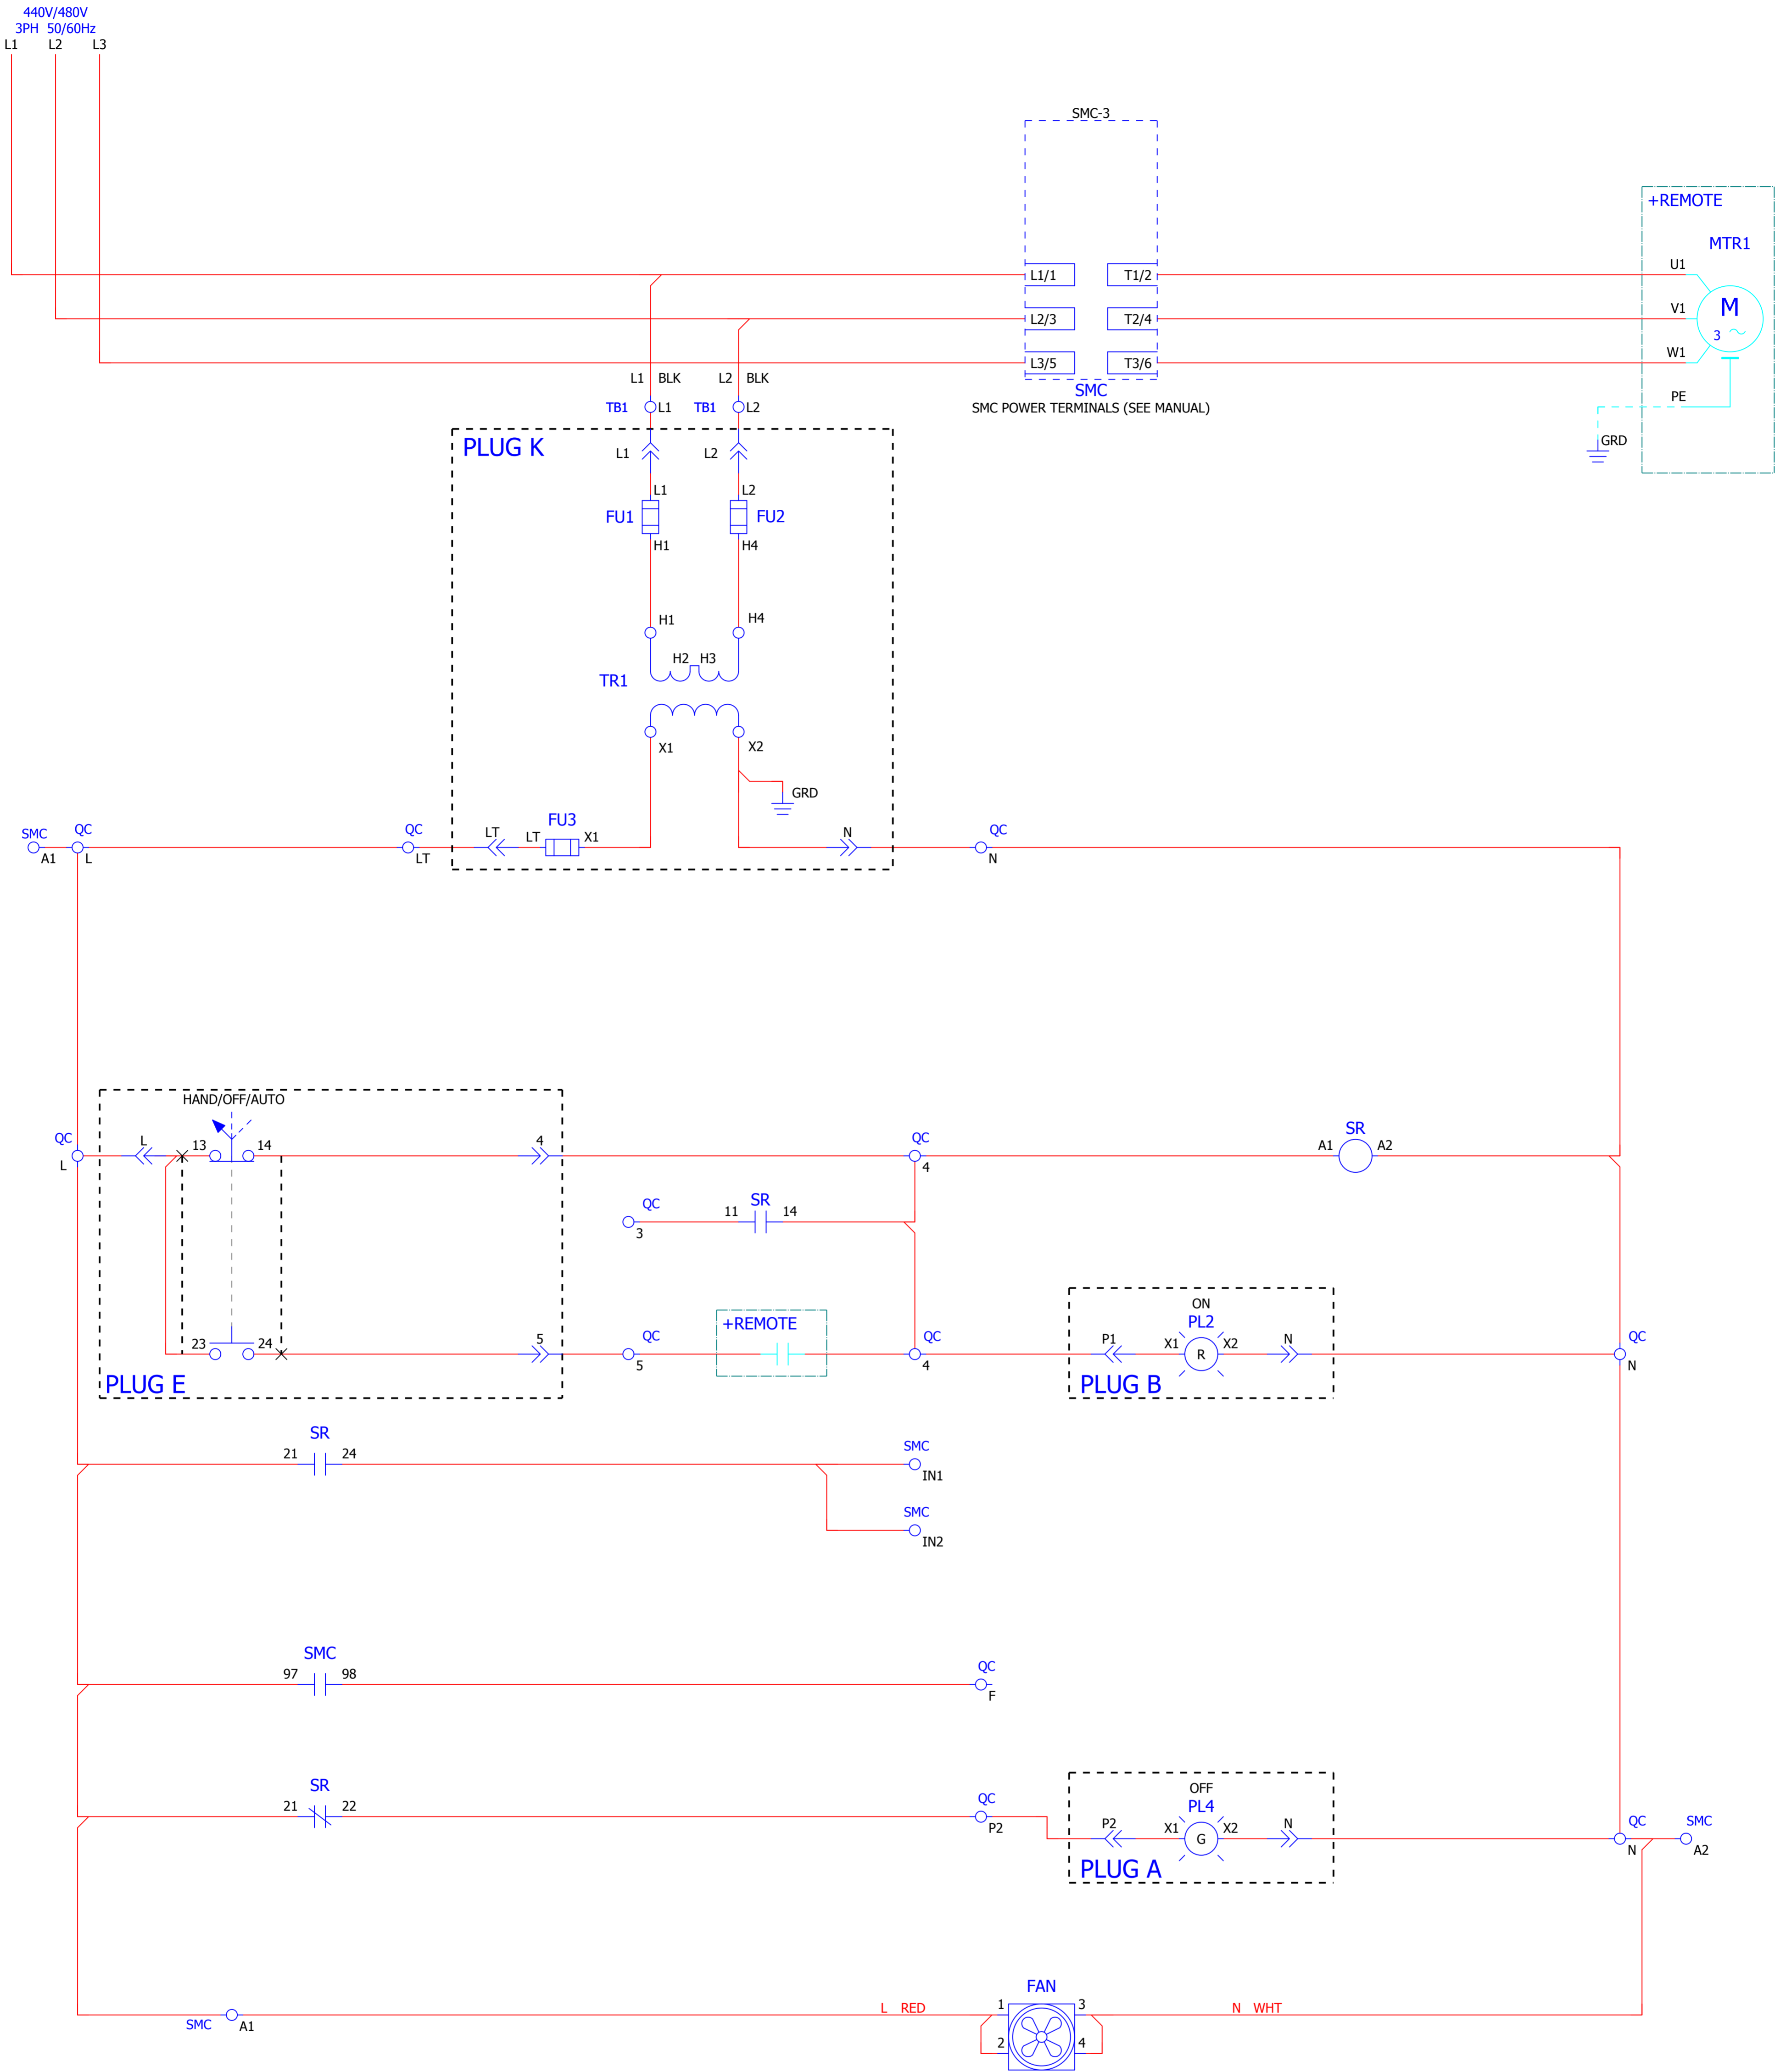 440V/480V
3PH 50/60Hz
L1 L2 L3
SMC-3
+REMOTE
MTR1
L1/1 T1/2 U1
L2/3 T2/4 V1
M
3
L3/5 T3/6 W1
SMC
SMC POWER TERMINALS (SEE MANUAL)
PE
GRD
L1 BLK L2 BLK
TB1 L1 TB1 L2
PLUG K
L1 L2
L1 L2
FU1 FU2
H1 H4
H1 H4
H2 H3
TR1
X1 X2
GRD
SMC QC QC LT LT FU3 X1 N QC
A1 L LT N
HAND/OFF/AUTO
QC L 13 14 4 QC SR
L 4 A1 A2
QC 11 SR 14
3
ON
+REMOTE PL2
23 24 5 QC QC P1 X1 R X2 N QC
5 4 N
PLUG E PLUG B
SR
21 24 SMC
IN1
SMC
IN2
SMC
97 98 QC
F
SR OFF
21 22 QC PL4
P2 P2 X1 G X2 N QC SMC
N A2
PLUG A
FAN
L RED 1 3 N WHT
SMC A1
2 4